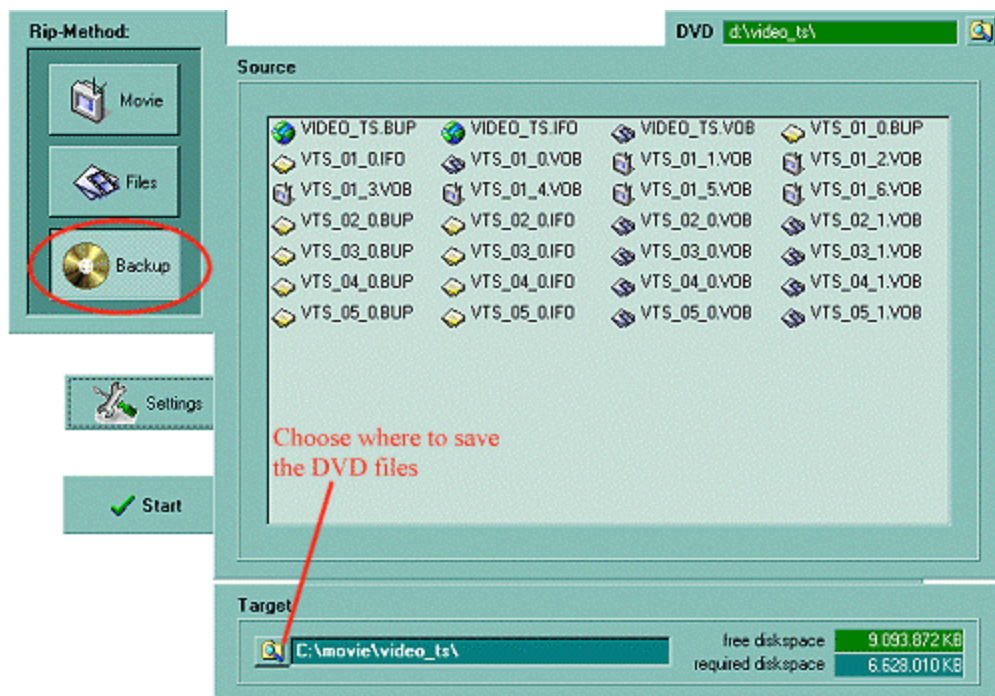 Rip-Method:
DVD d:\video_ts\
Movie
Files
Backup
Settings
Start
Source
VIDEO_TS.BUP VIDEO_TS.IFO VIDEO_TS.VOB VTS_01_0.BUP
VTS_01_0.IFO VTS_01_0.VOB VTS_01_1.VOB VTS_01_2.VOB
VTS_01_3.VOB VTS_01_4.VOB VTS_01_5.VOB VTS_01_6.VOB
VTS_02_0.BUP VTS_02_0.IFO VTS_02_0.VOB VTS_02_1.VOB
VTS_03_0.BUP VTS_03_0.IFO VTS_03_0.VOB VTS_03_1.VOB
VTS_04_0.BUP VTS_04_0.IFO VTS_04_0.VOB VTS_04_1.VOB
VTS_05_0.BUP VTS_05_0.IFO VTS_05_0.VOB VTS_05_1.VOB
Choose where to save
the DVD files
Target
C:\movie\video_ts\
free diskspace 9.093.872 KB
required diskspace 6.628.010 KB